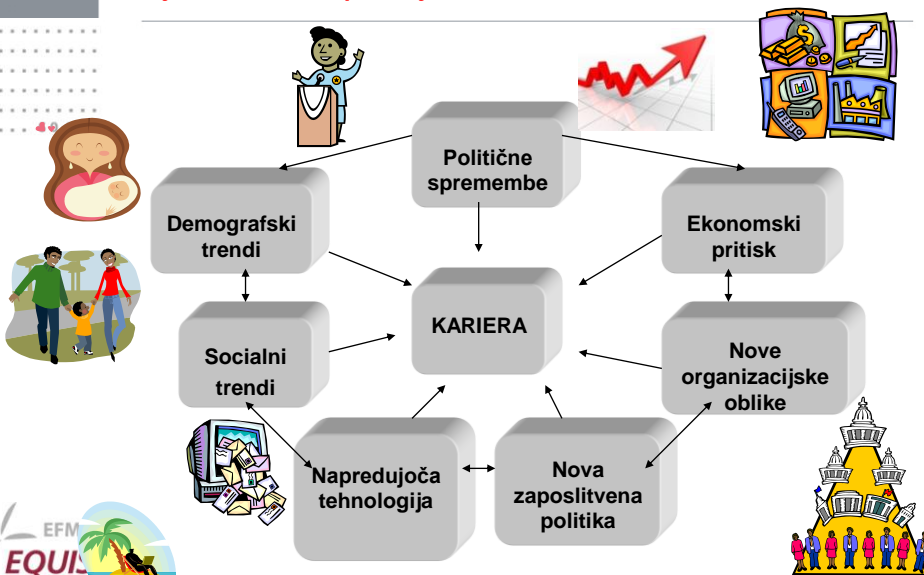 Politične
spremembe
Demografski
trendi
Ekonomski
pritisk
KARIERA
Socialni
trendi
Nove
organizacijske
oblike
Napredujoča
tehnologija
Nova
zaposlitvena
politika
EFM
EQUIS